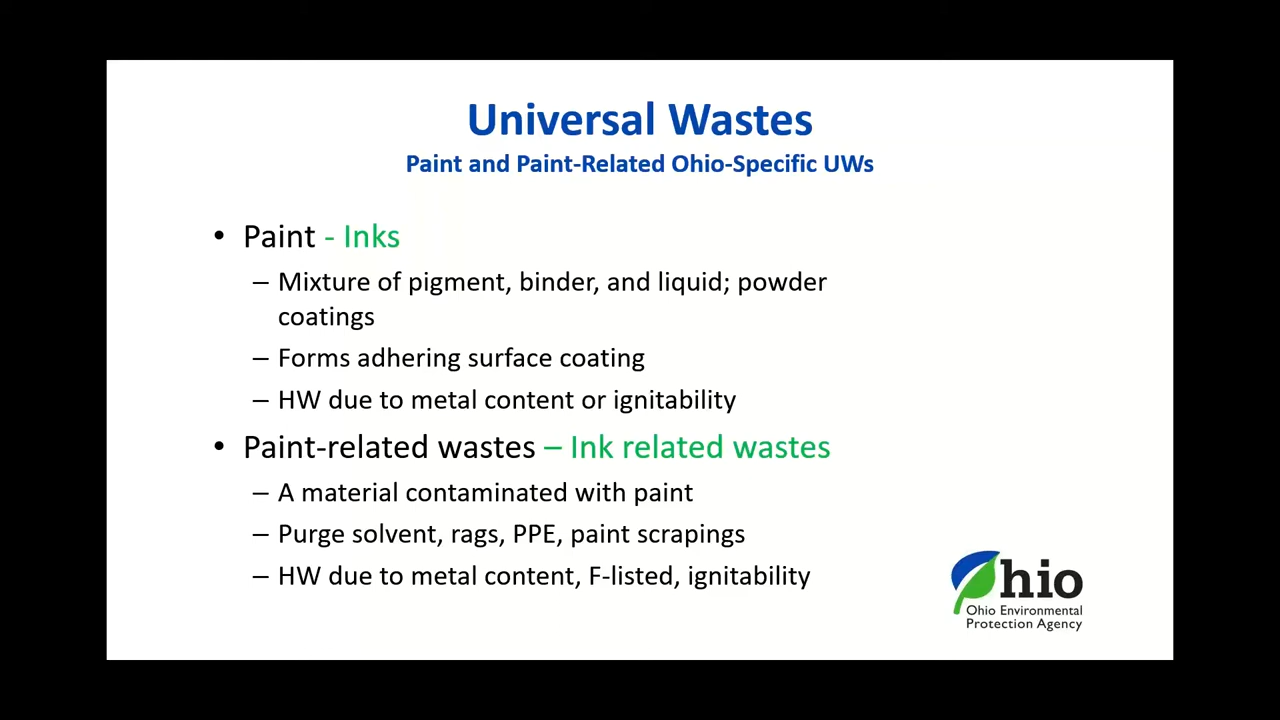 Universal Wastes
Paint and Paint-Related Ohio-Specific UWs
• Paint - Inks
– Mixture of pigment, binder, and liquid; powder
coatings
– Forms adhering surface coating
– HW due to metal content or ignitability
• Paint-related wastes – Ink related wastes
– A material contaminated with paint
– Purge solvent, rags, PPE, paint scrapings
– HW due to metal content, F-listed, ignitability
Ohio
Ohio Environmental
Protection Agency